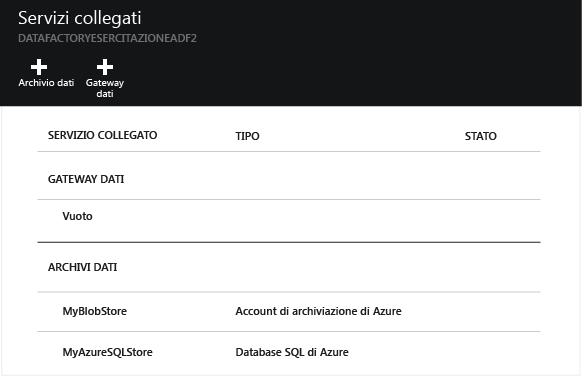 Servizi collegati
DATAFACTORYESERCITAZIONEADF2
Archivio dati
Gateway
dati
SERVIZIO COLLEGATO TIPO STATO
GATEWAY DATI
Vuoto
ARCHIVI DATI
MyBlobStore Account di archiviazione di Azure
MyAzureSQLStore Database SQL di Azure